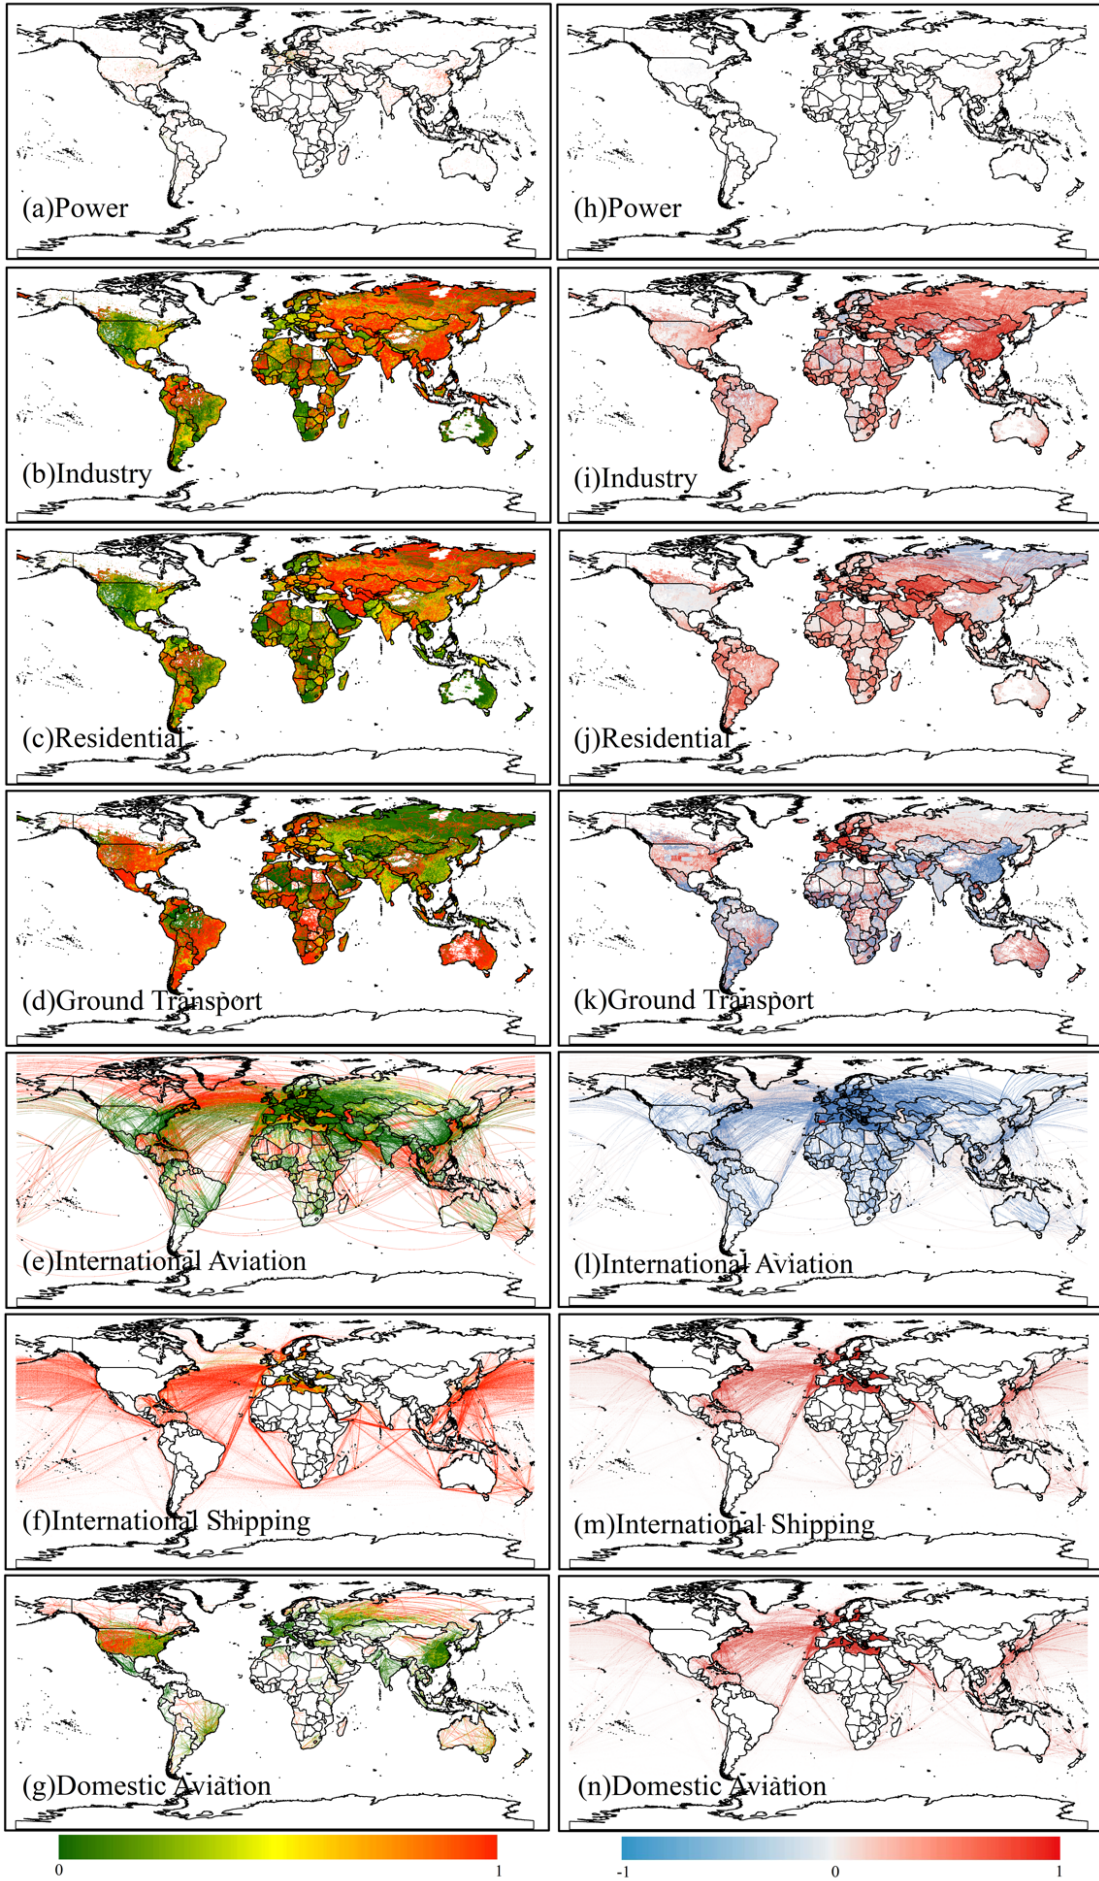 (a)Power
(h)Power
(b)Industry
(i)Industry
(c)Residential
(j)Residential
(d)Ground Transport
(k)Ground Transport
(e)International Aviation
(l)International Aviation
(f)International Shipping
(m)International Shipping
(g)Domestic Aviation
(n)Domestic Aviation
0 1
-1 0 1